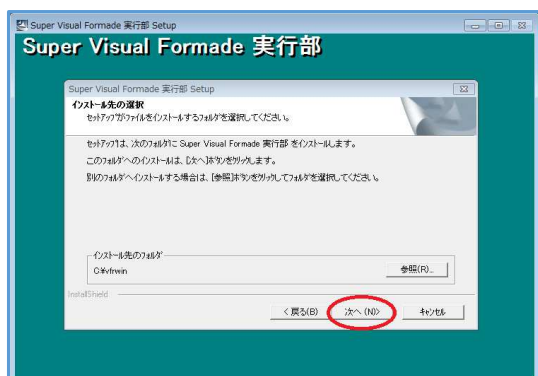 Super Visual Formade 実行部 Setup
Super Visual Formade 実行部
Super Visual Formade 実行部 Setup
インストール先の選択
セットアップがファイルをインストールするフォルダを選択してください。
セットアップは、次のフォルダに Super Visual Formade 実行部 をインストールします。
このフォルダへのインストールは、[次へ]ボタンをクリックします。
別のフォルダへインストールする場合は、[参照]ボタンをクリックしてフォルダを選択してください。
インストール先のフォルダ
C:¥vfrwin
参照(R)...
InstallShield
< 戻る(B)
次へ (N)>
キャンセル